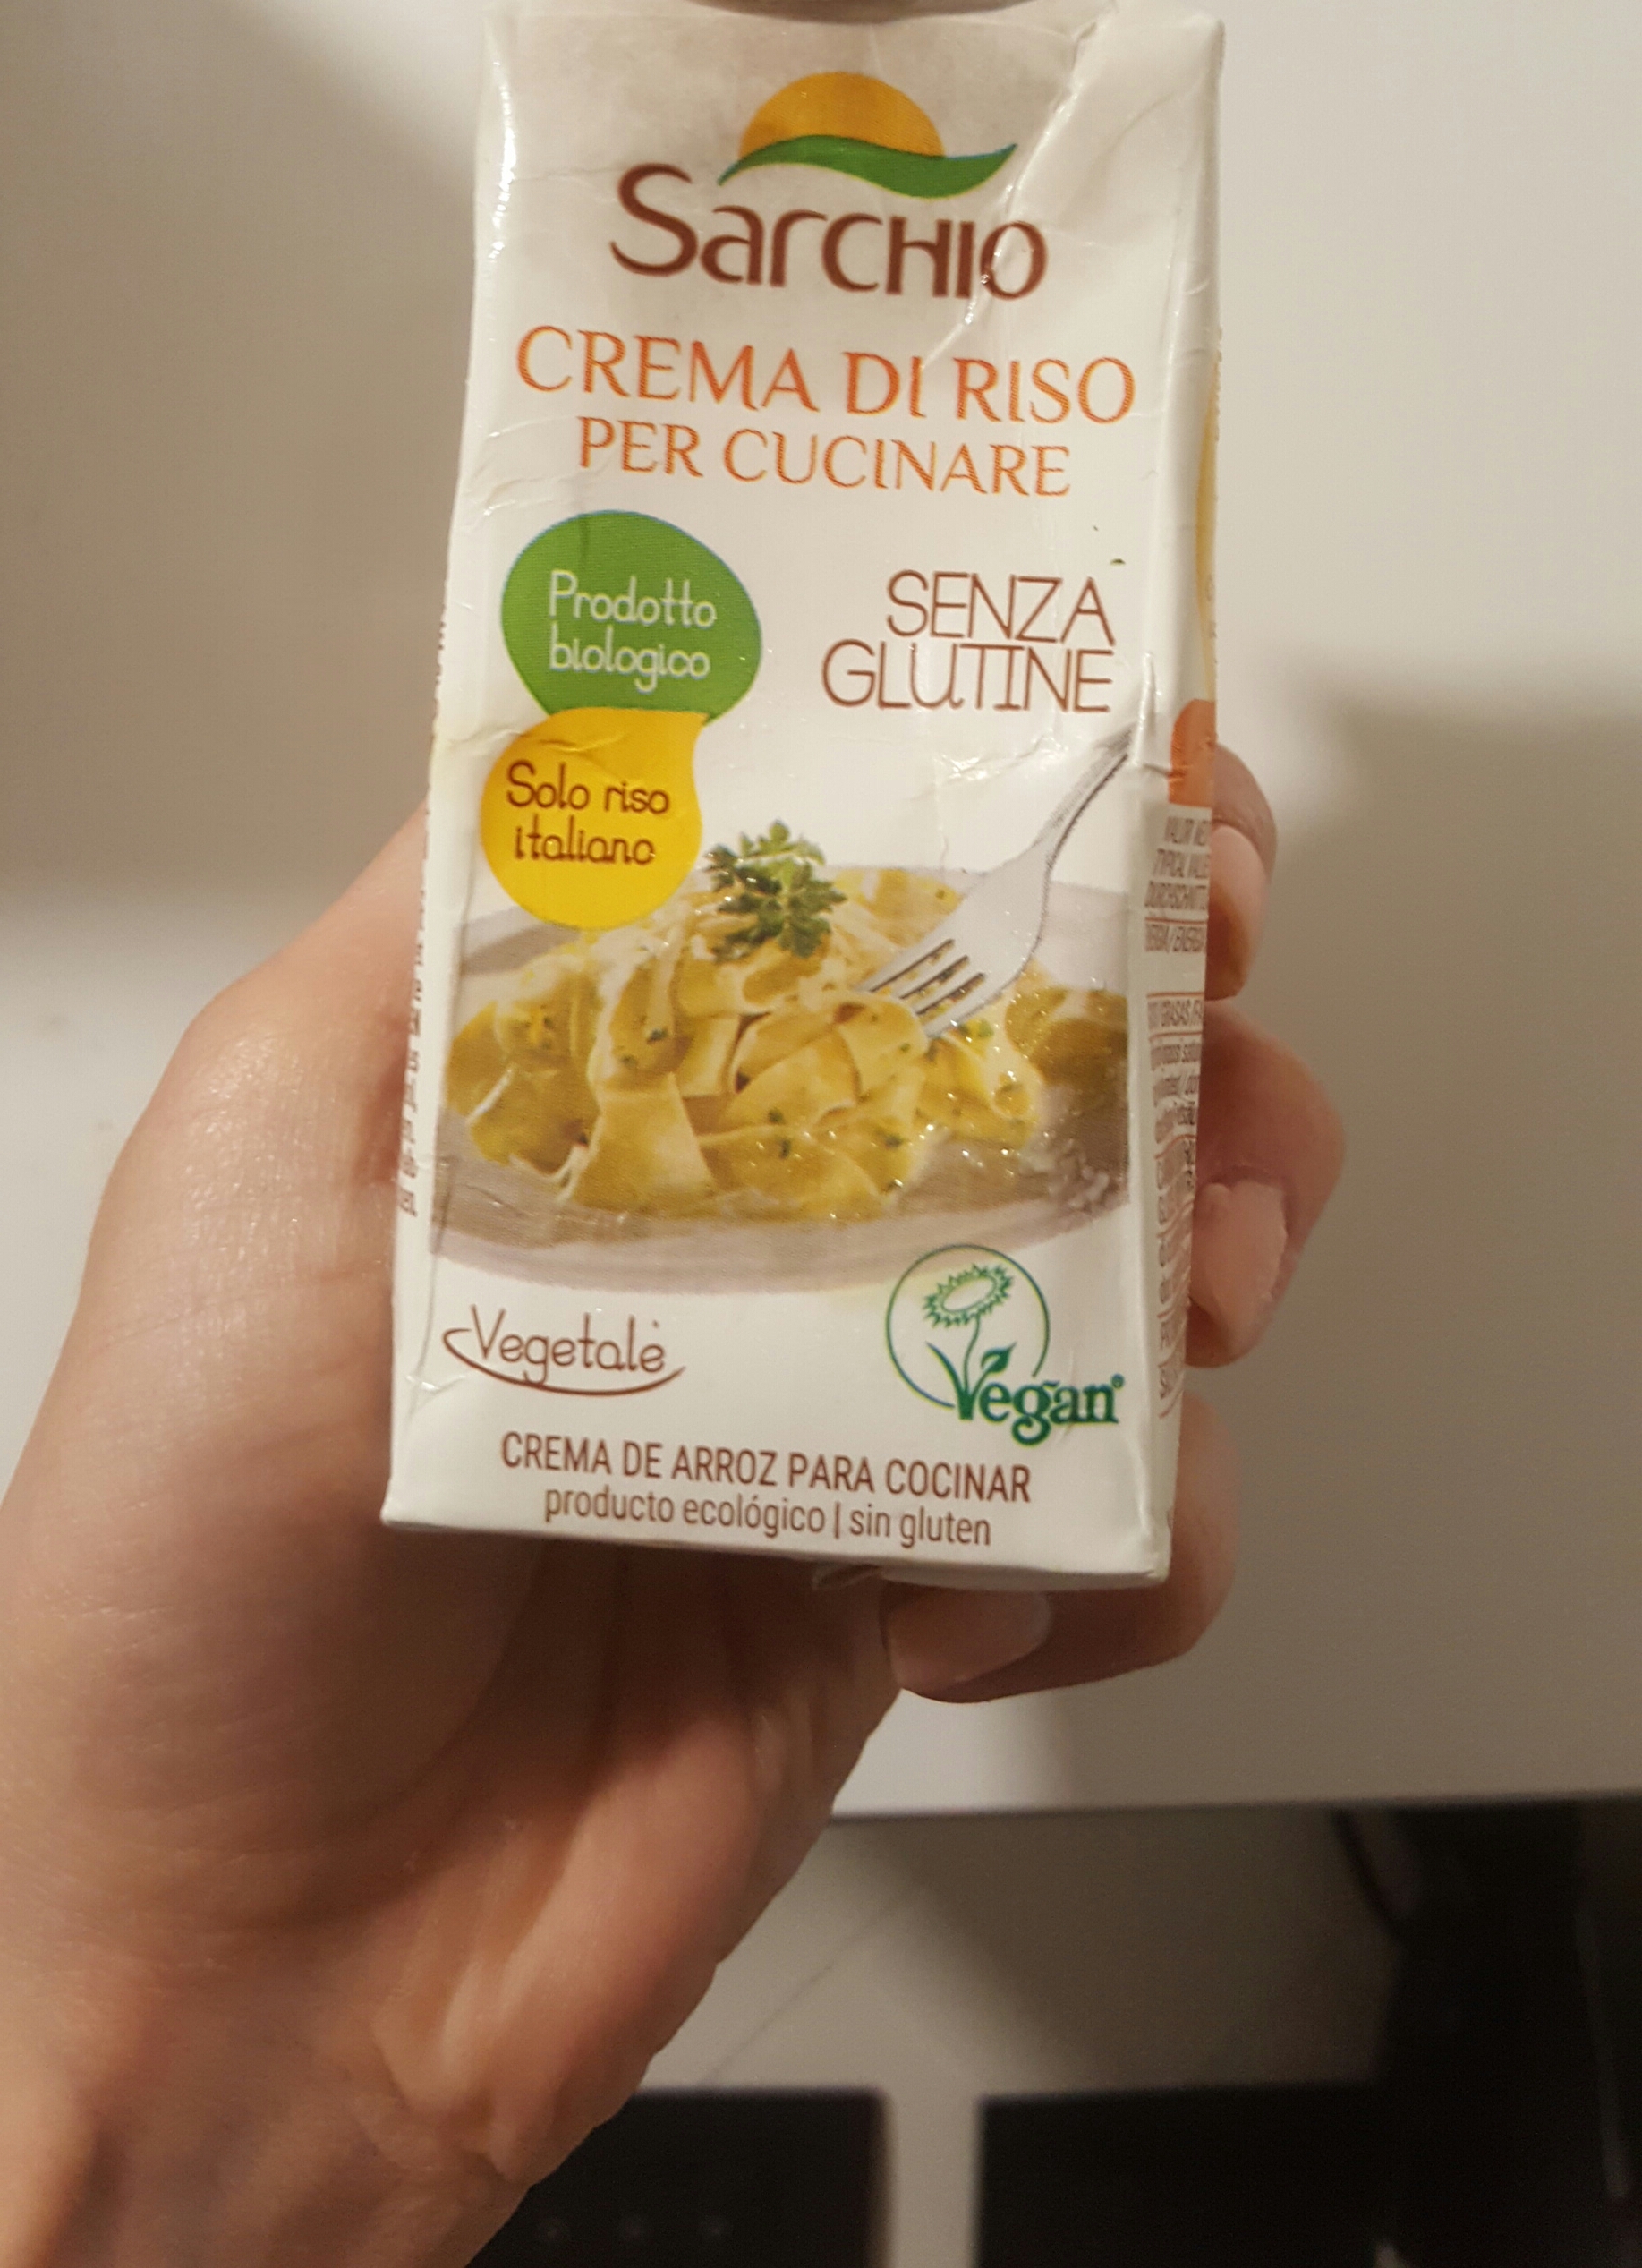 Sarchio
CREMA DI RISO
PER CUCINARE
Prodotto
biologico
SENZA
GLUTINE
Solo riso
italiano
Vegetale
Vegan
CREMA DE ARROZ PARA COCINAR
producto ecológico | sin gluten